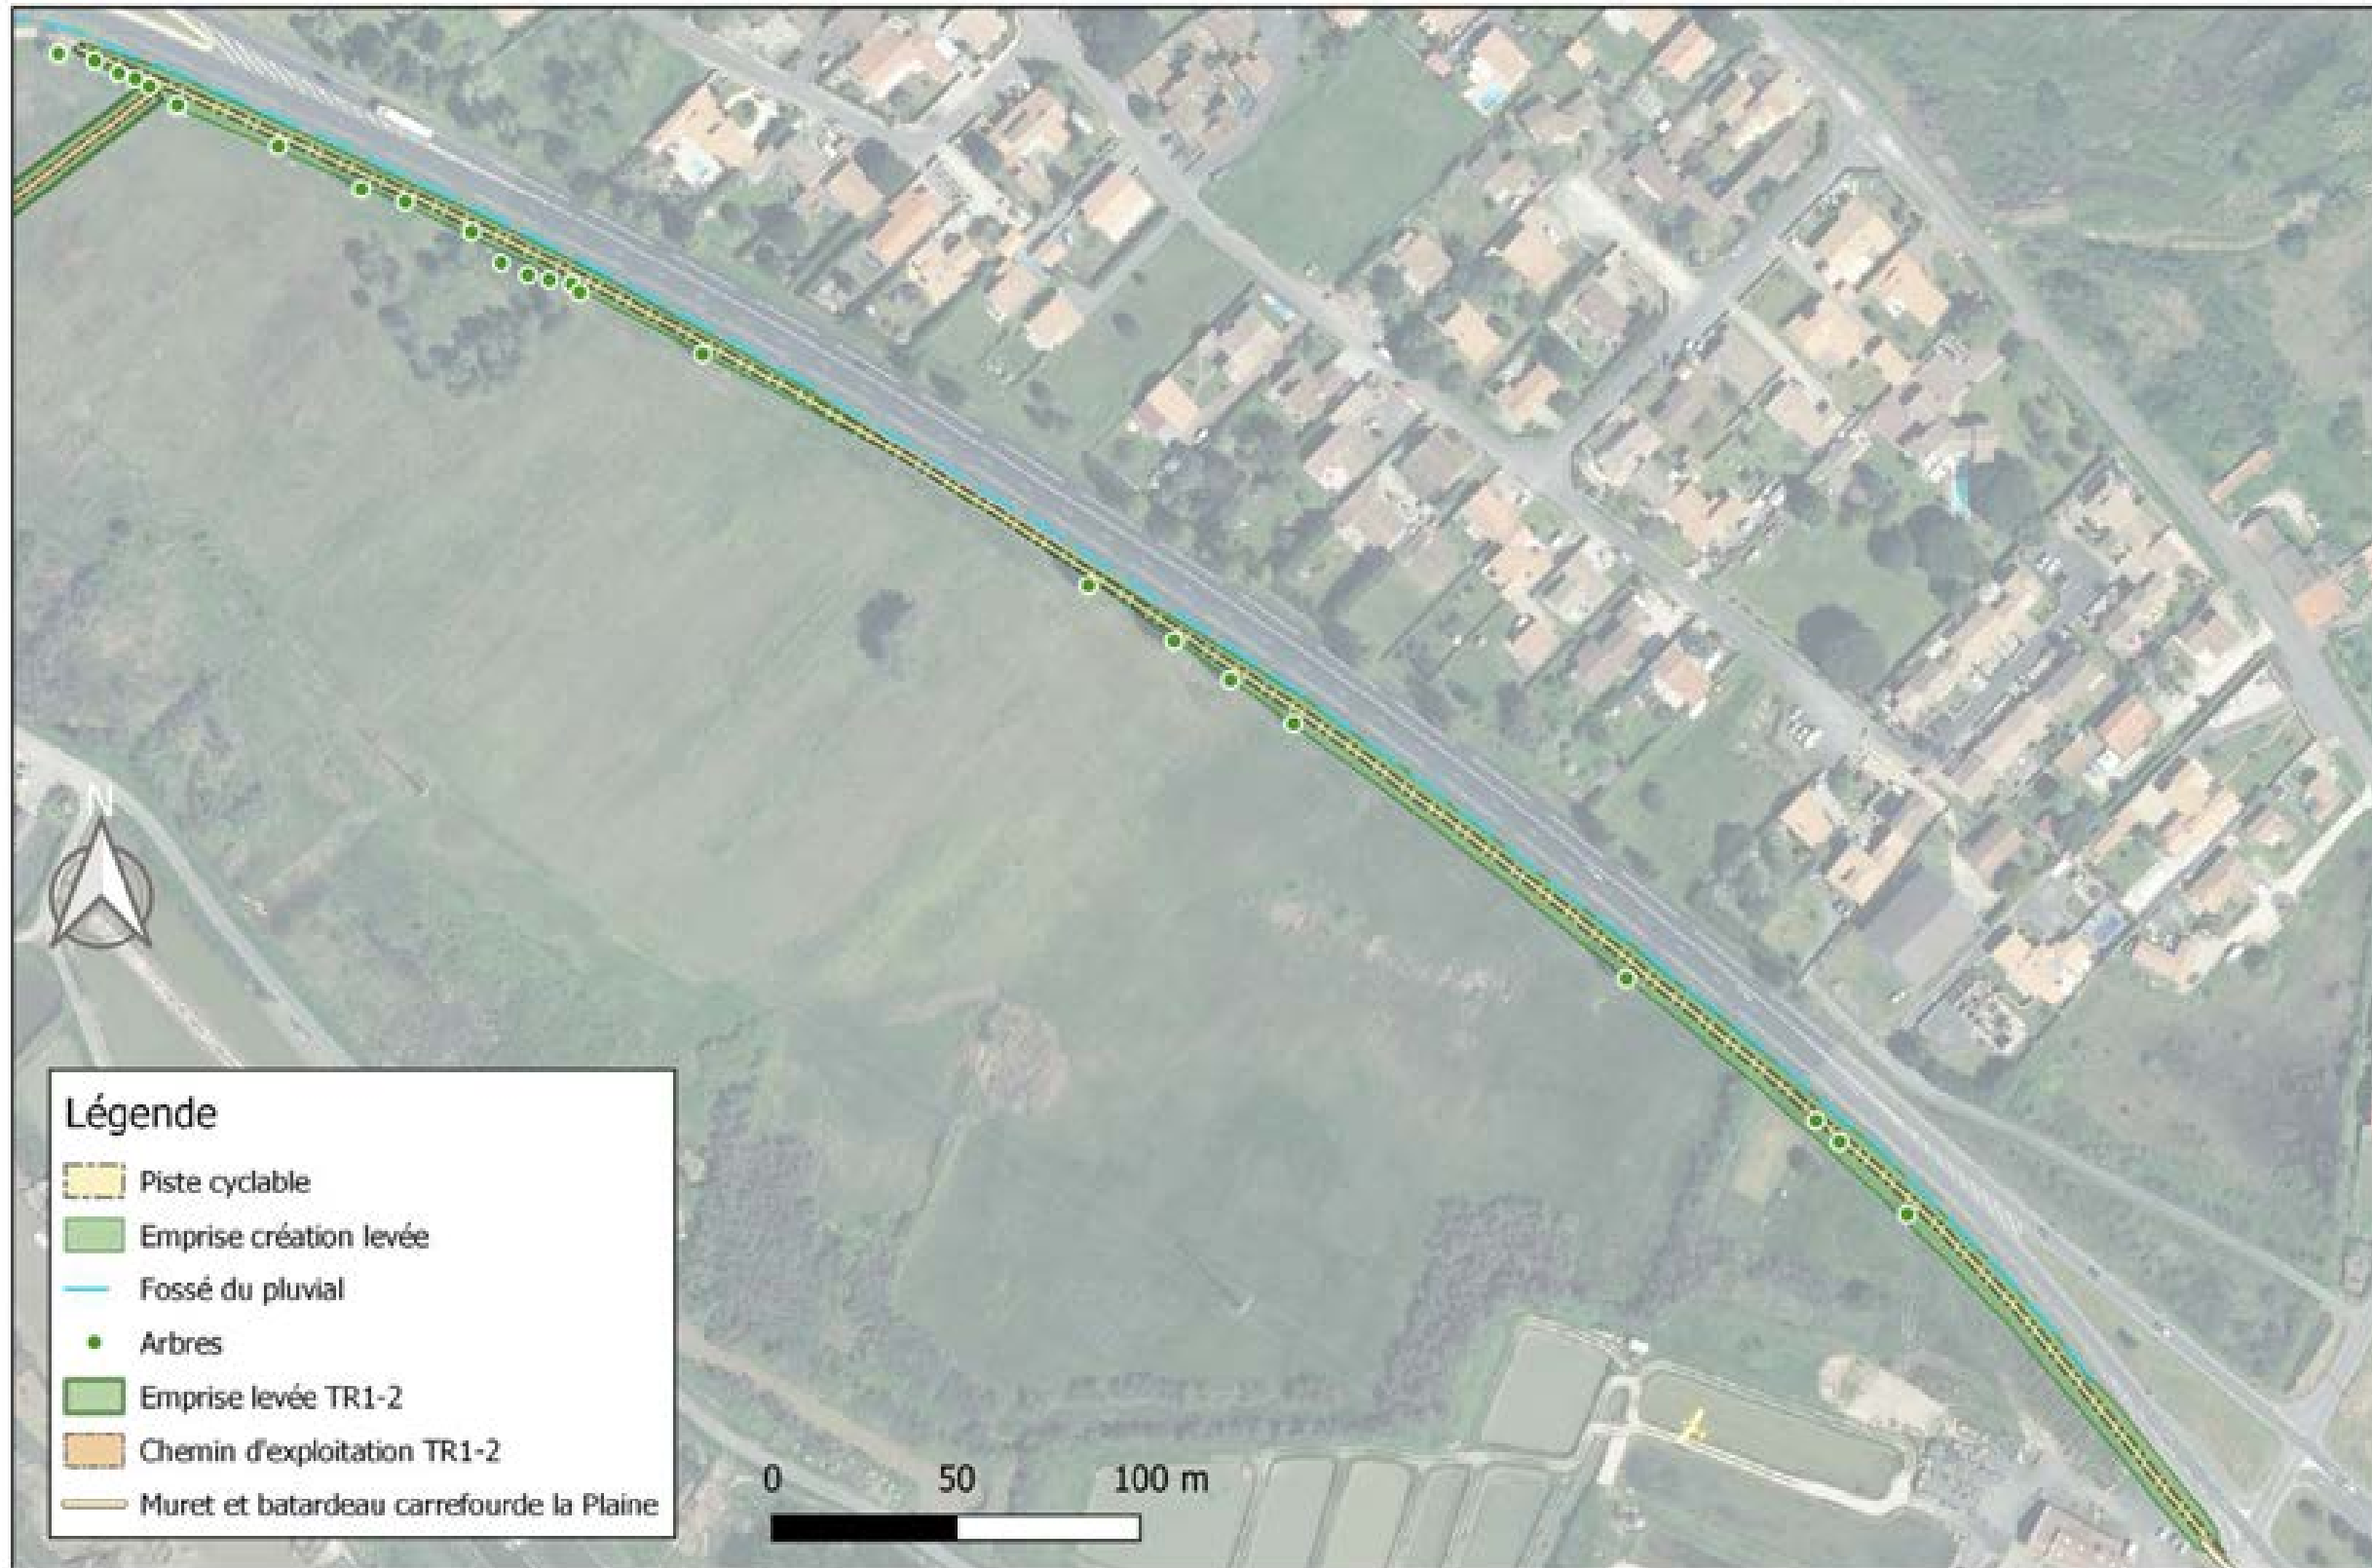 N
Légende
Piste cyclable
Emprise création levée
Fossé du pluvial
Arbres
Emprise levée TR1-2
Chemin d'exploitation TR1-2
Muret et batardeau carrefourde la Plaine
0 50 100 m